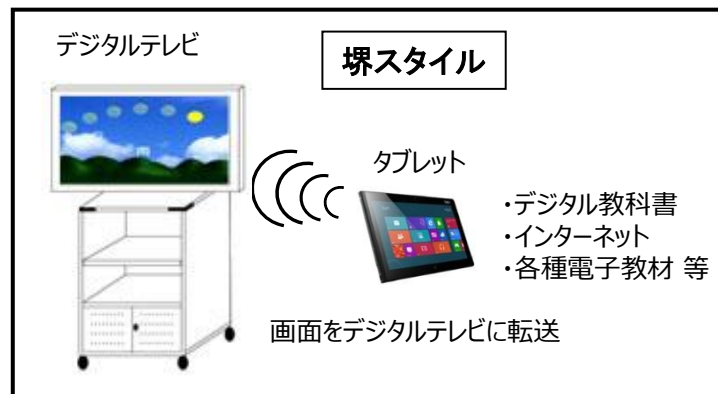 デジタルテレビ
堺スタイル
タブレット
・デジタル教科書
・インターネット
・各種電子教材 等
画面をデジタルテレビに転送